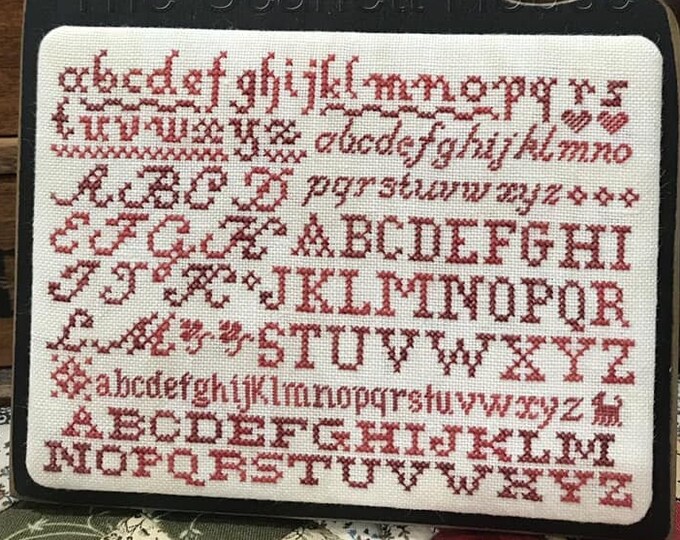 abcdefghijklmnopqrs
tuvwxyz abcdefghijklmno
ABCD pqrstuvwxyz
EFGH ABCDEFGHI
IJK JKLMNOPQR
LM STUVWXYZ
abcdefghijklmnopqrstuvwxyz
ABCDEFGHIJKLM
NOPQRSTUVWXYZ